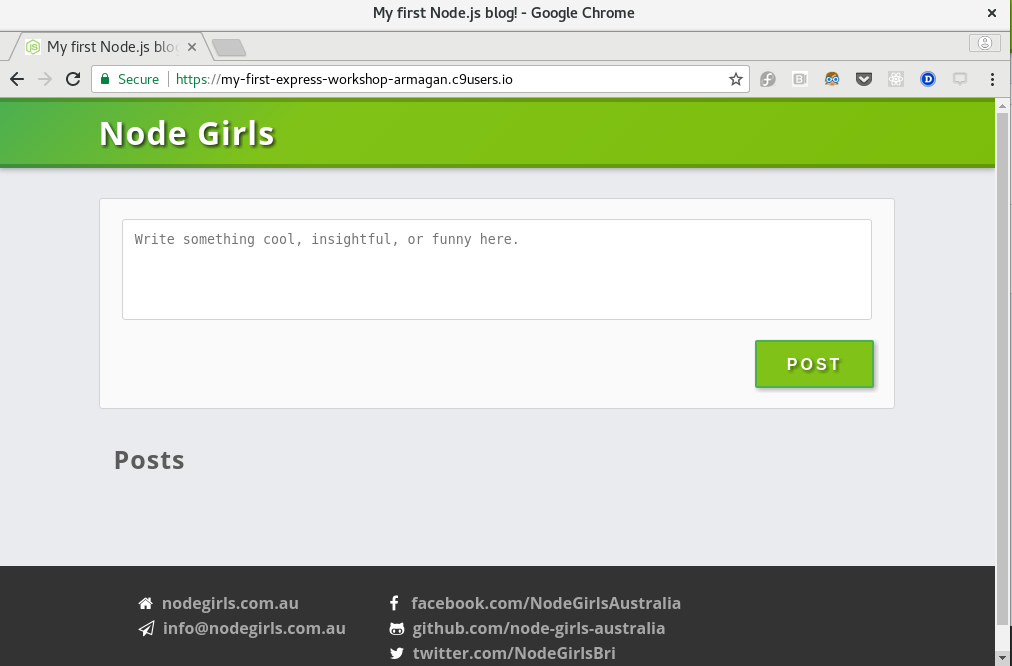 My first Node.js blog! - Google Chrome
My first Node.js blo
Secure https://my-first-express-workshop-armagan.c9users.io
Node Girls
Write something cool, insightful, or funny here.
POST
Posts
nodegirls.com.au facebook.com/NodeGirlsAustralia
info@nodegirls.com.au github.com/node-girls-australia
twitter.com/NodeGirlsBri